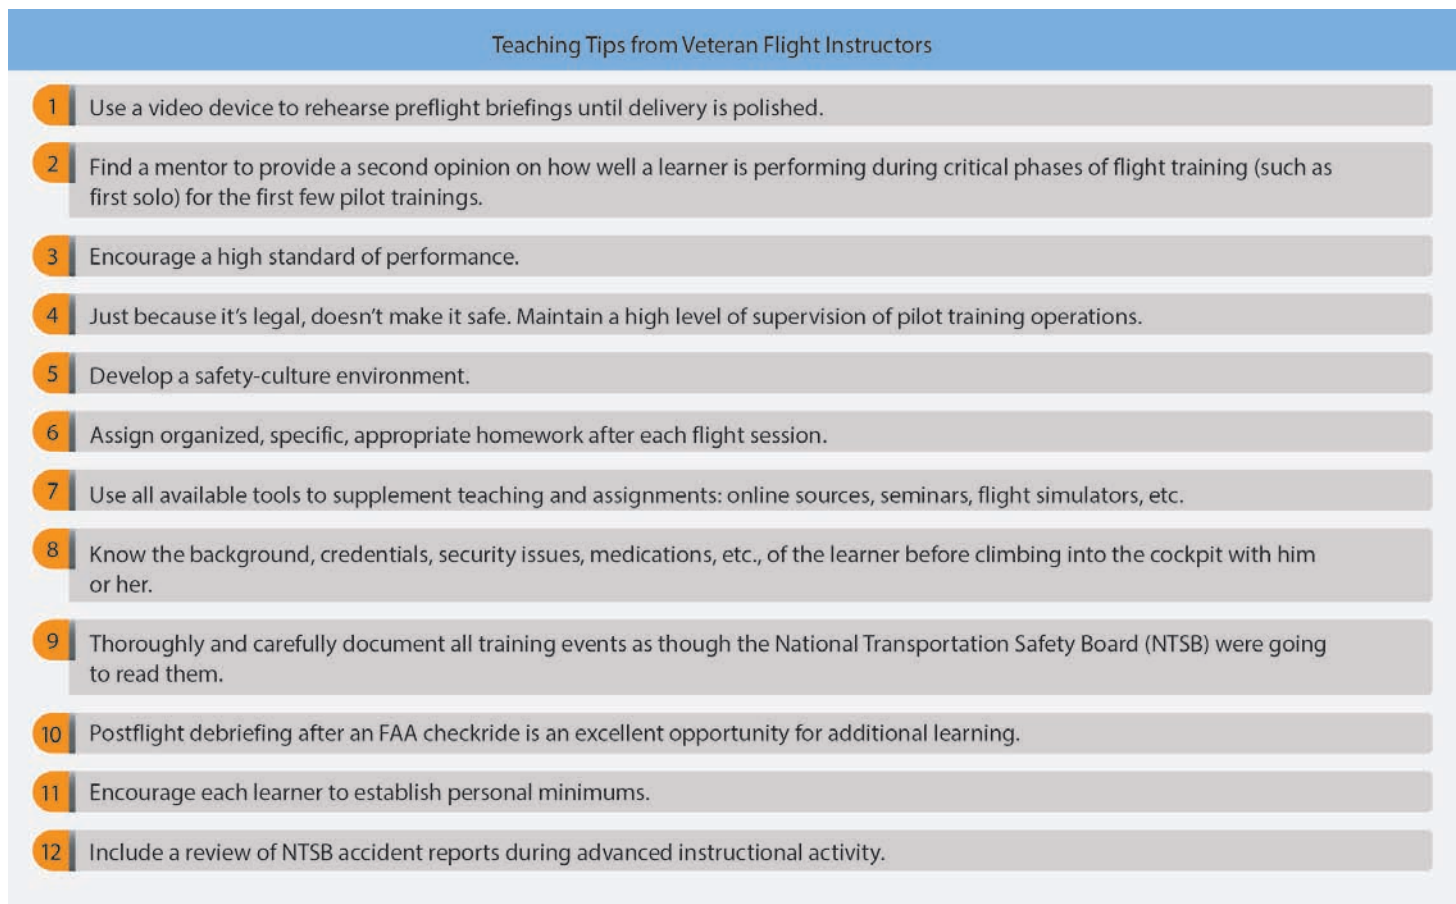 Teaching Tips from Veteran Flight Instructors
1 Use a video device to rehearse preflight briefings until delivery is polished.
2 Find a mentor to provide a second opinion on how well a learner is performing during critical phases of flight training (such as
first solo) for the first few pilot trainings.
3 Encourage a high standard of performance.
4 Just because it’s legal, doesn’t make it safe. Maintain a high level of supervision of pilot training operations.
5 Develop a safety-culture environment.
6 Assign organized, specific, appropriate homework after each flight session.
7 Use all available tools to supplement teaching and assignments: online sources, seminars, flight simulators, etc.
8 Know the background, credentials, security issues, medications, etc., of the learner before climbing into the cockpit with him
or her.
9 Thoroughly and carefully document all training events as though the National Transportation Safety Board (NTSB) were going
to read them.
10 Postflight debriefing after an FAA checkride is an excellent opportunity for additional learning.
11 Encourage each learner to establish personal minimums.
12 Include a review of NTSB accident reports during advanced instructional activity.